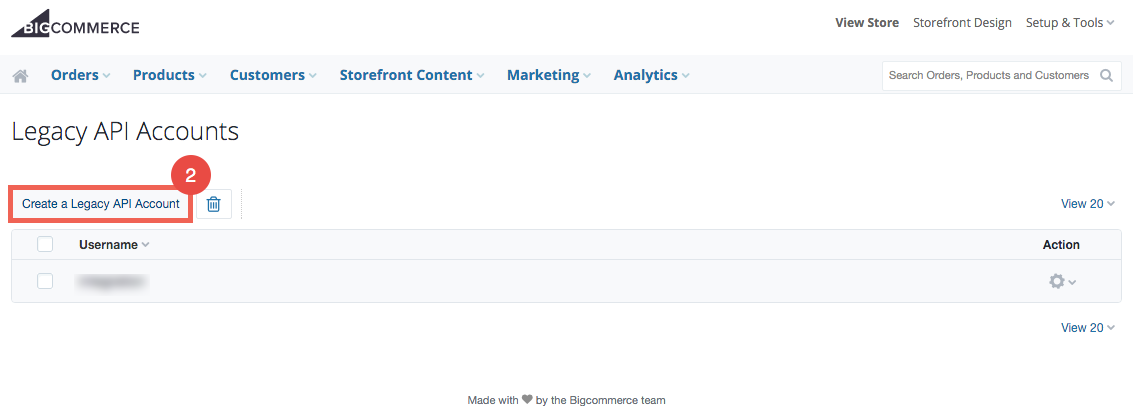 BIGCOMMERCE
View Store Storefront Design Setup & Tools
Orders Products Customers Storefront Content Marketing Analytics Search Orders, Products and Customers
Legacy API Accounts
2
Create a Legacy API Account View 20
Username Action
View 20
Made with by the Bigcommerce team